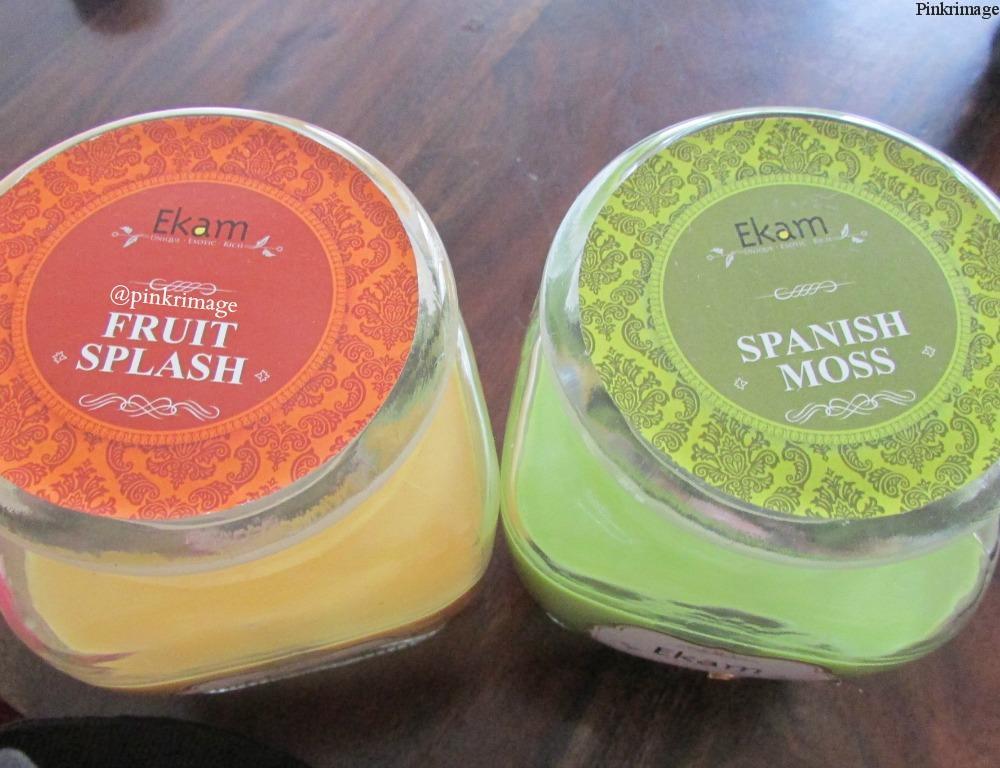 Pinkrimage
Ekam
UNIQUE · EXOTIC · RICH
@pinkrimage
FRUIT
SPLASH
Ekam
UNIQUE · EXOTIC · RICH
SPANISH
MOSS
Ekam